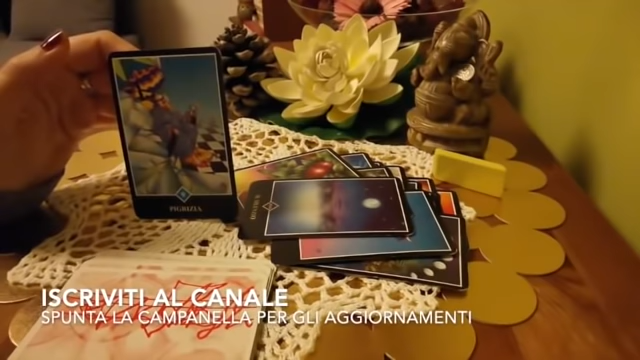 PIGRIZIA
ISCRIVITI AL CANALE
SPUNTA LA CAMPANELLA PER GLI AGGIORNAMENTI